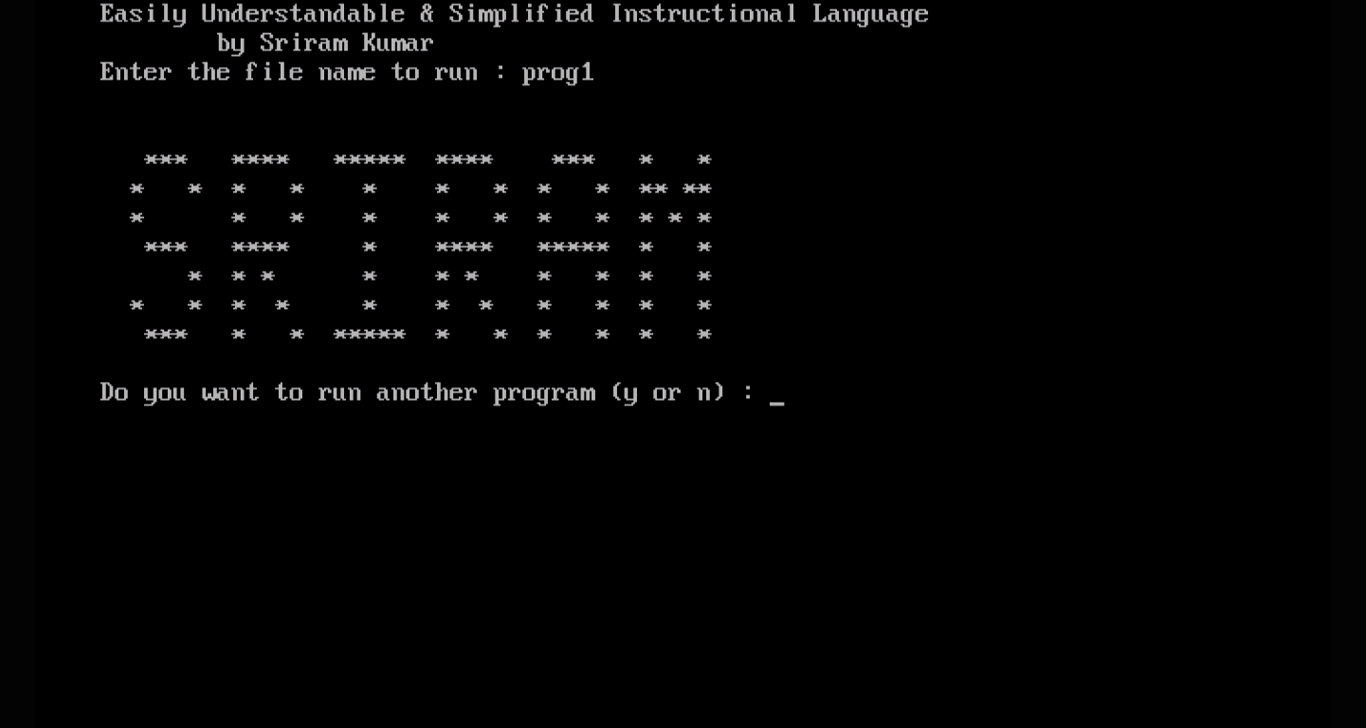 Easily Understandable & Simplified Instructional Language
by Sriram Kumar
Enter the file name to run : prog1
SRIRAM
Do you want to run another program (y or n) : _